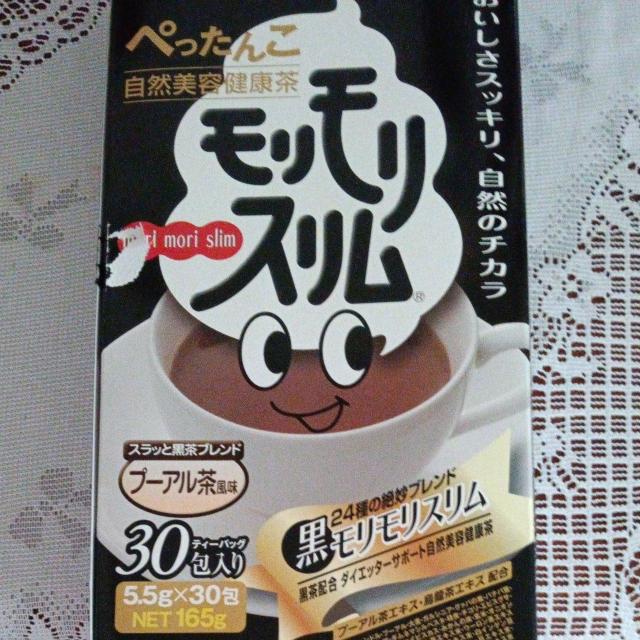 ぺったんこ
自然美容健康茶
モリモリ
スリム
®
mori slim
おいしさスッキリ、自然のチカラ
スラッと黒茶ブレンド
プーアル茶風味
30ティーバッグ包入り
5.5g×30包
NET 165g
24種の絶妙ブレンド
黒モリモリスリム
黒茶配合 ダイエッターサポート自然美容健康茶
プーアル茶エキス・烏龍茶エキス 配合